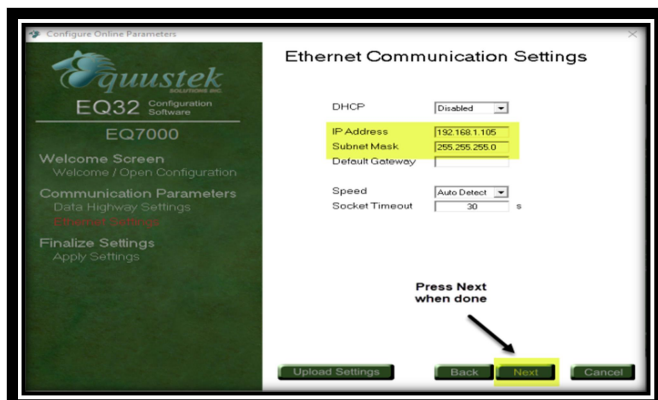 Configure Online Parameters
Equustek
SOLUTIONS INC.
EQ32 Configuration Software
EQ7000
Welcome Screen
Welcome / Open Configuration
Communication Parameters
Data Highway Settings
Ethernet Settings
Finalize Settings
Apply Settings
Ethernet Communication Settings
DHCP Disabled
IP Address 192.168.1.105
Subnet Mask 255.255.255.0
Default Gateway
Speed Auto Detect
Socket Timeout 30 s
Press Next
when done
Upload Settings Back Next Cancel